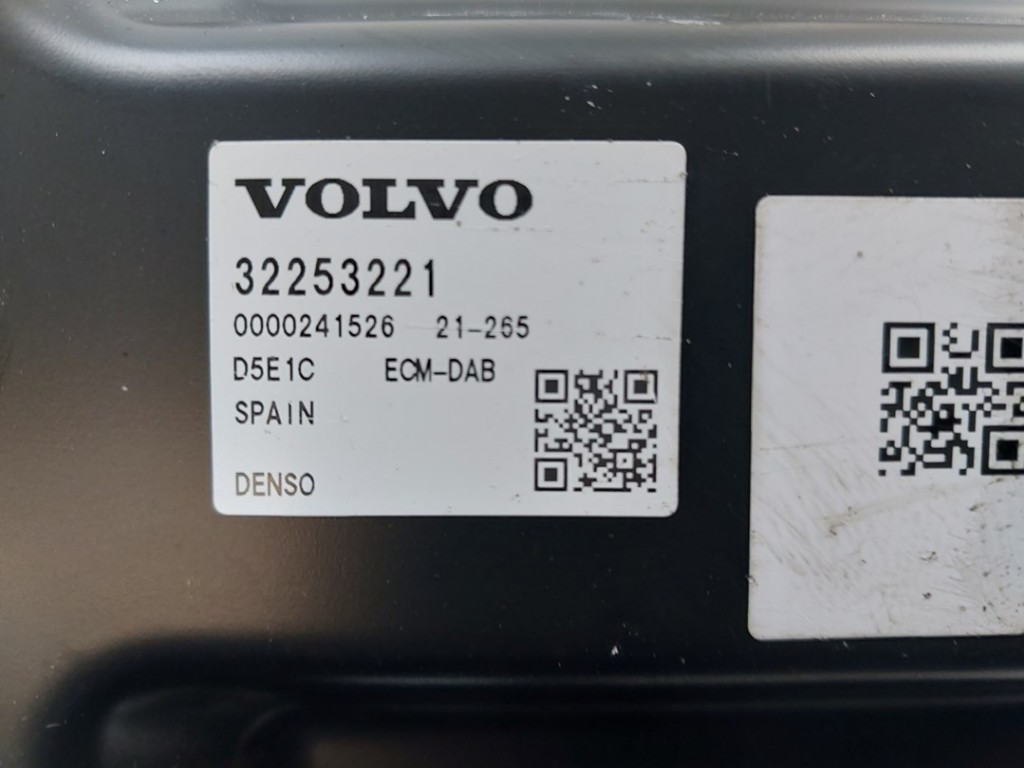 VOLVO
32253221
0000241526 21-265
D5E1C ECM-DAB
SPAIN
DENSO